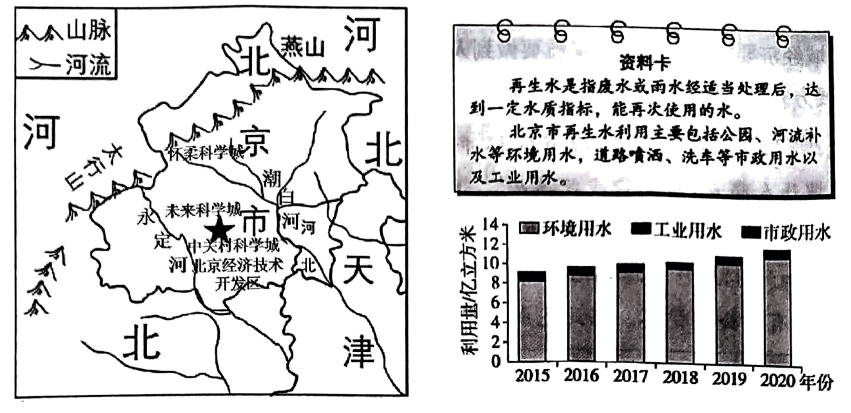 山脉
河流
燕山
河
北
河
京
北
怀柔科学城
太行山
潮
白
河
未来科学城
市
河
永
定
河
中关村科学城
北京经济技术
开发区
北
天
北
津
资料卡
再生水是指废水或雨水经适当处理后，达
到一定水质指标，能再次使用的水。
北京市再生水利用主要包括公园、河流补
水等环境用水，道路喷洒、洗车等市政用水以
及工业用水。
利用量/亿立方米
环境用水 工业用水 市政用水
14
12
10
8
6
4
2
0
2015 2016 2017 2018 2019 2020 年份